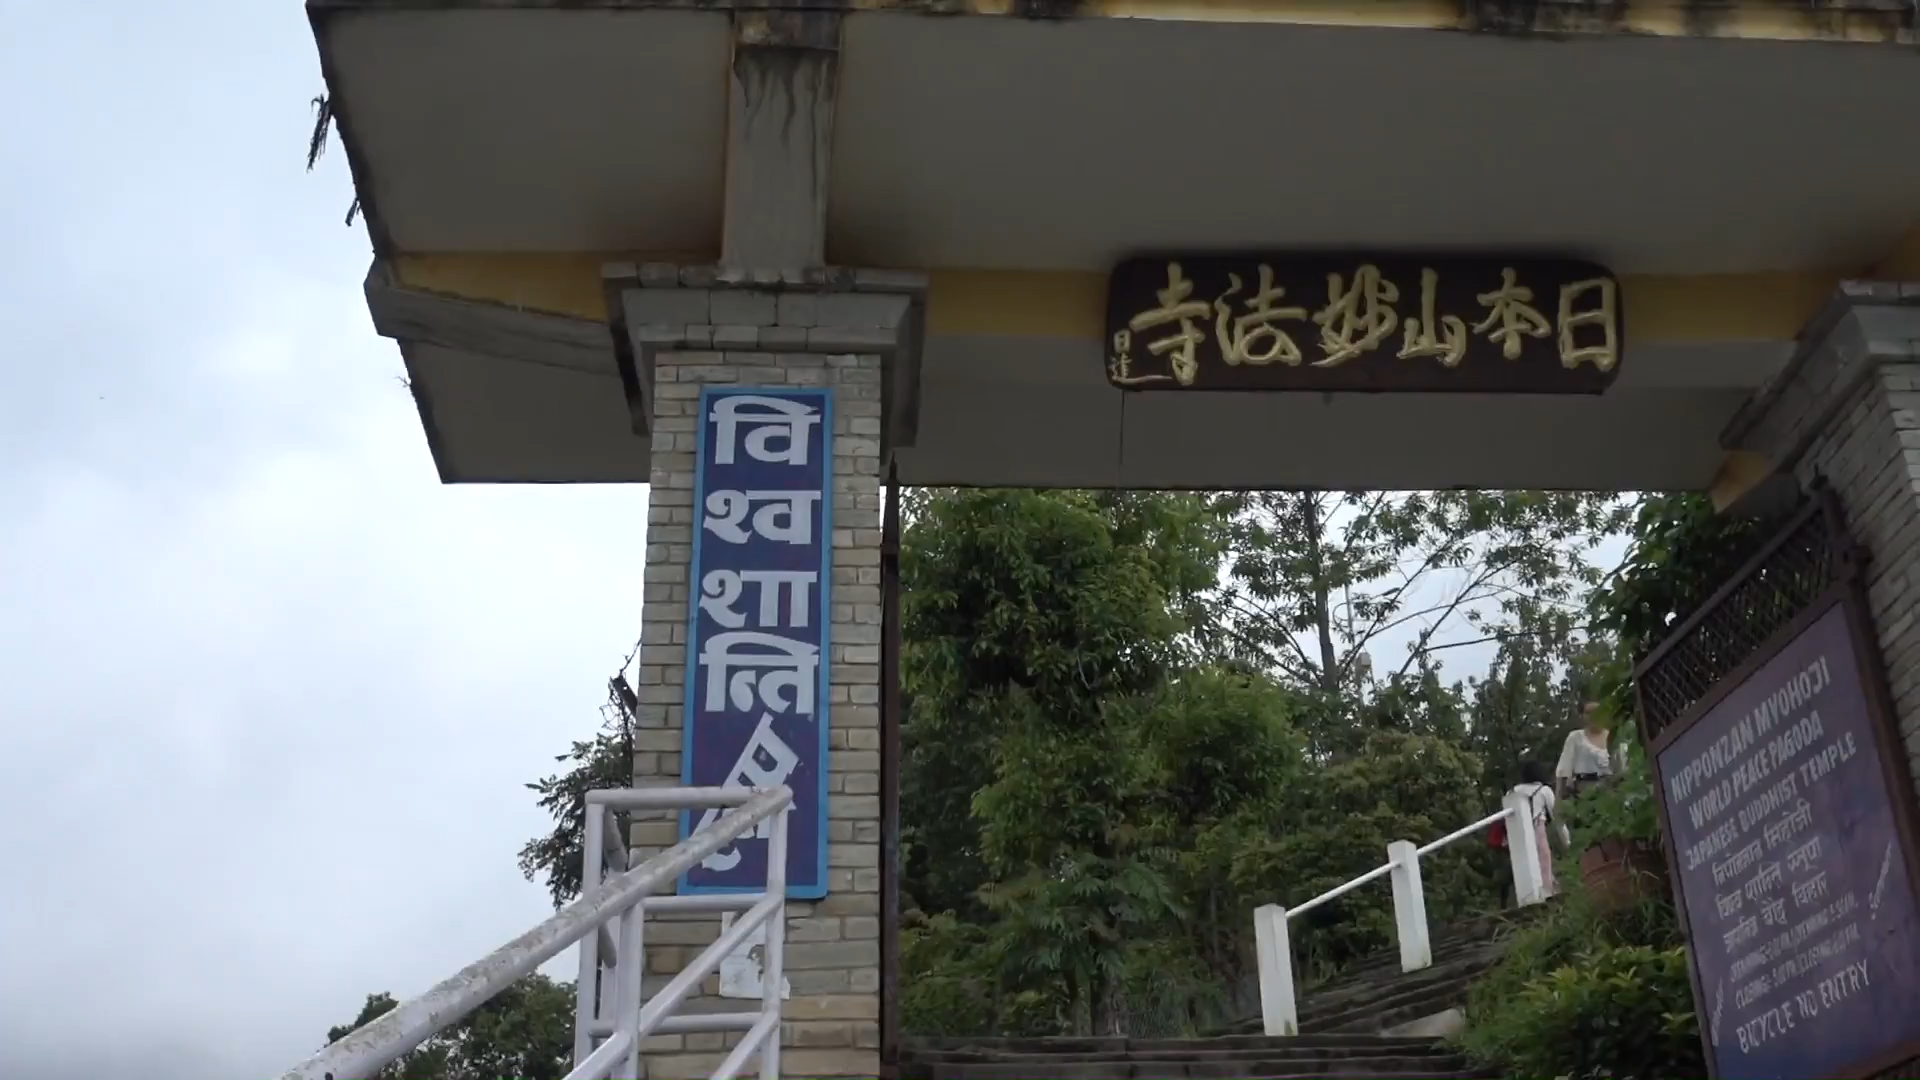 日本山妙法寺
日達
वि
श्व
शा
न्ति
स्तू
NIPPONZAN MYOHOJI
WORLD PEACE PAGODA
JAPANESE BUDDHIST TEMPLE
विश्व शान्ति स्तूप
BICYCLE NO ENTRY